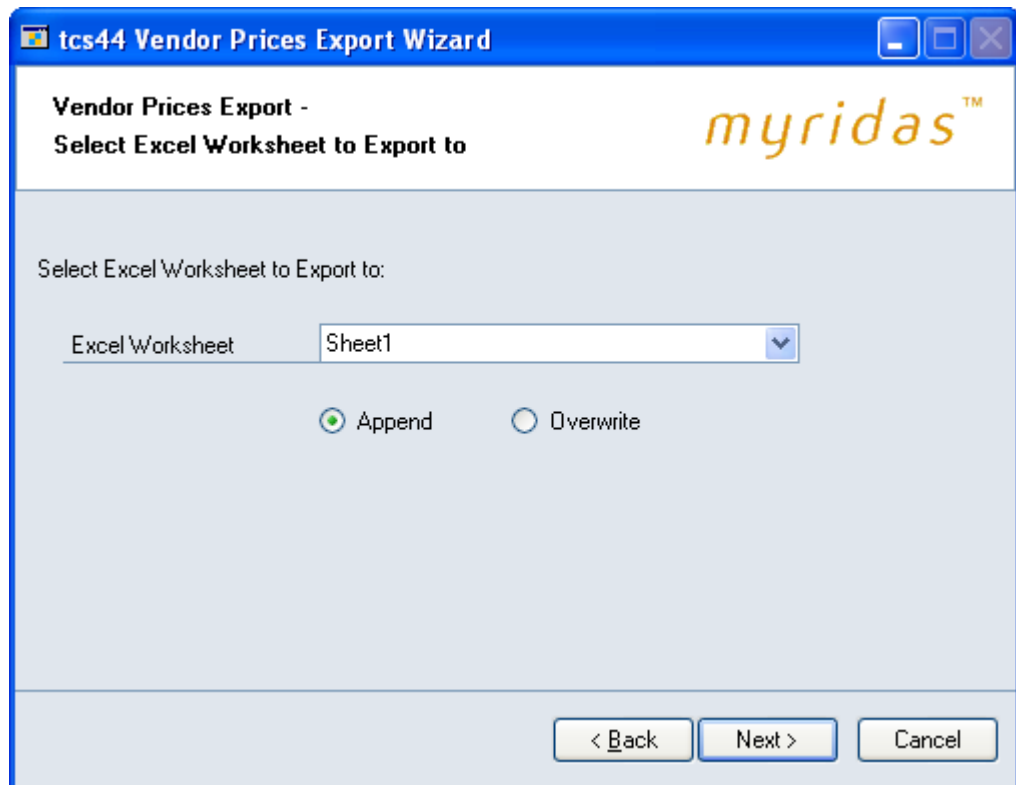 tcs44 Vendor Prices Export Wizard
Vendor Prices Export -
Select Excel Worksheet to Export to
myridas™
Select Excel Worksheet to Export to:
Excel Worksheet Sheet1
Append Overwrite
< Back Next > Cancel